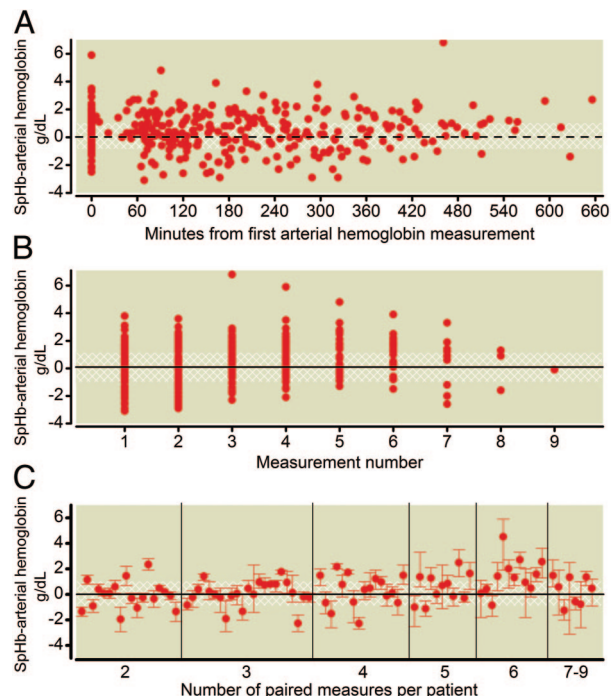 A
SpHb-arterial hemoglobin
g/dL
6
4
2
0
-2
-4
0 60 120 180 240 300 360 420 480 540 600 660
Minutes from first arterial hemoglobin measurement
B
SpHb-arterial hemoglobin
g/dL
6
4
2
0
-2
-4
1 2 3 4 5 6 7 8 9
Measurement number
C
SpHb-arterial hemoglobin
g/dL
6
4
2
0
-2
-4
2 3 4 5 6 7-9
Number of paired measures per patient